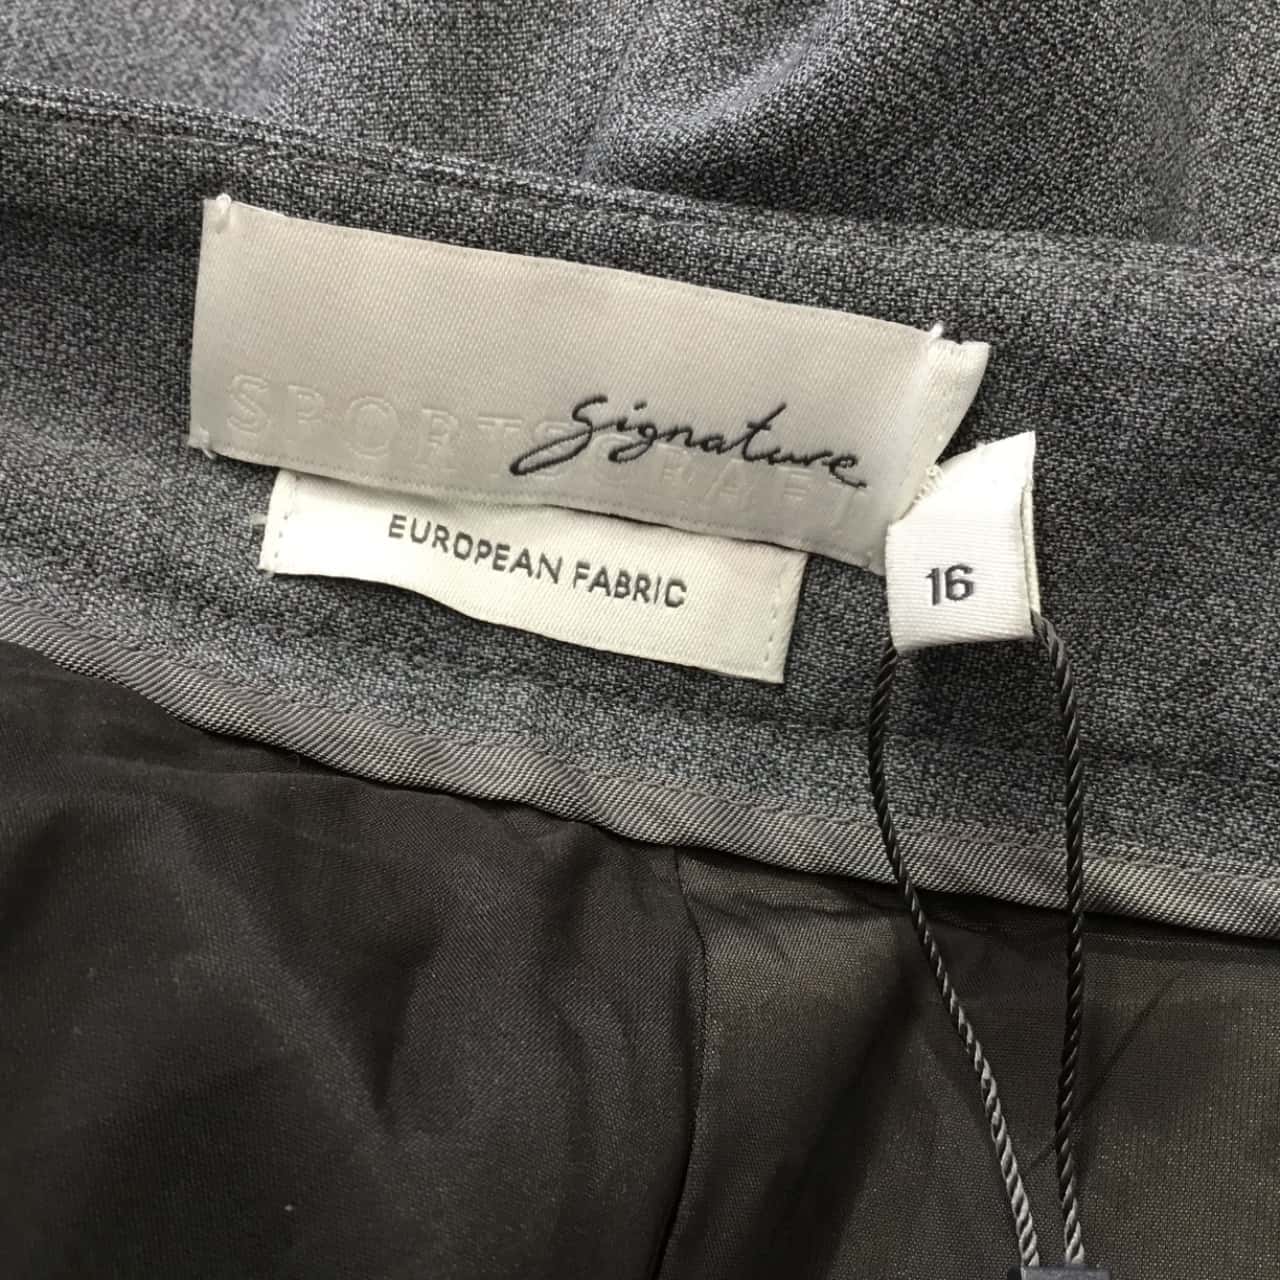 SPORTSCRAFT
Signature
EUROPEAN FABRIC
16